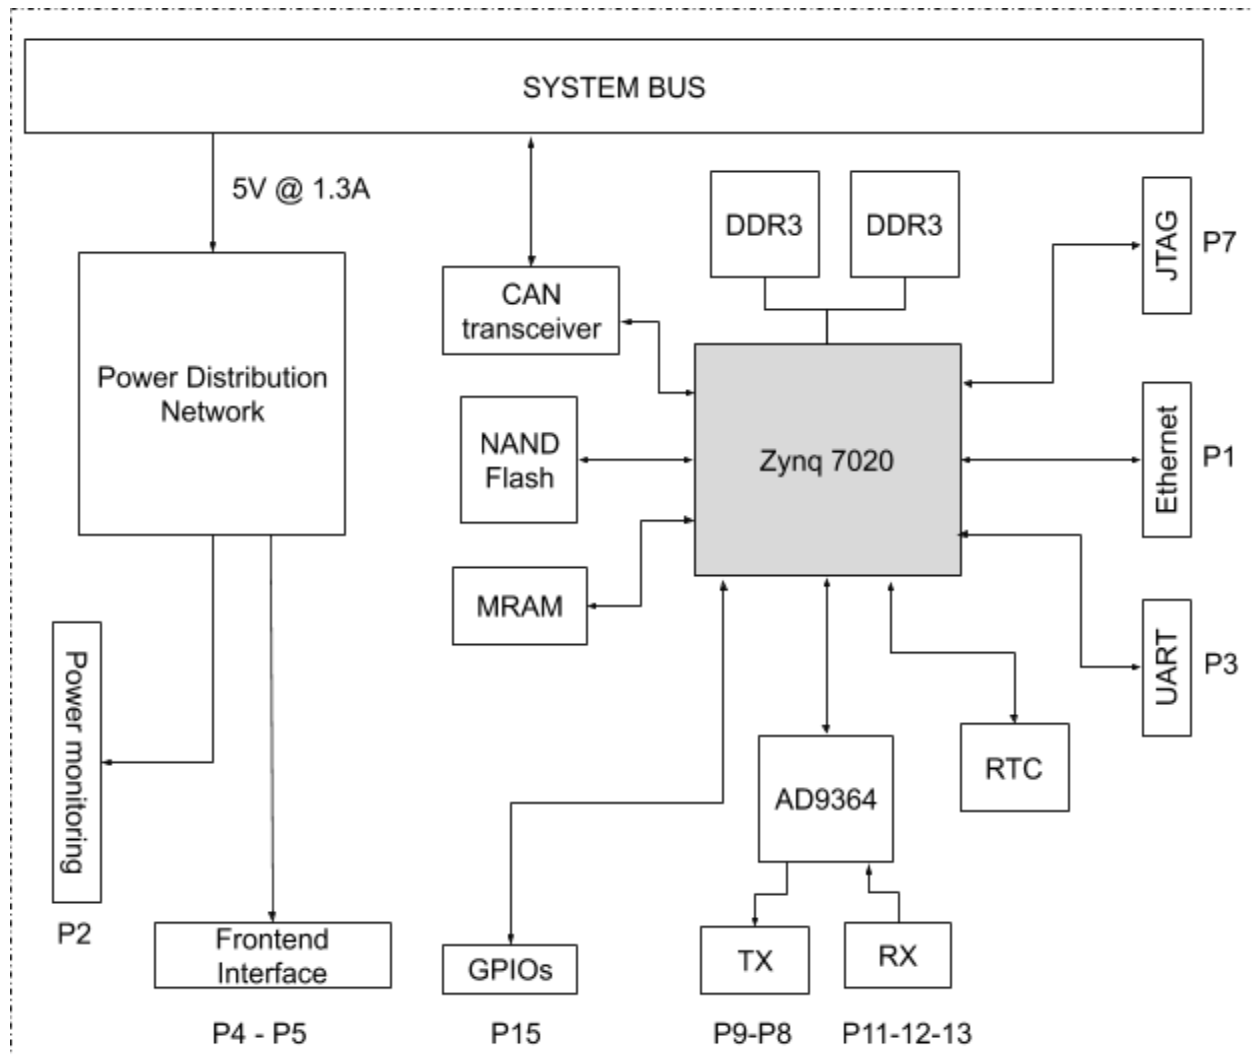 SYSTEM BUS
5V @ 1.3A
DDR3
DDR3
JTAG
P7
CAN
transceiver
Power Distribution
Network
NAND
Flash
Zynq 7020
Ethernet
P1
MRAM
UART
P3
Power monitoring
P2
RTC
AD9364
Frontend
Interface
P4 - P5
GPIOs
P15
TX
P9-P8
RX
P11-12-13